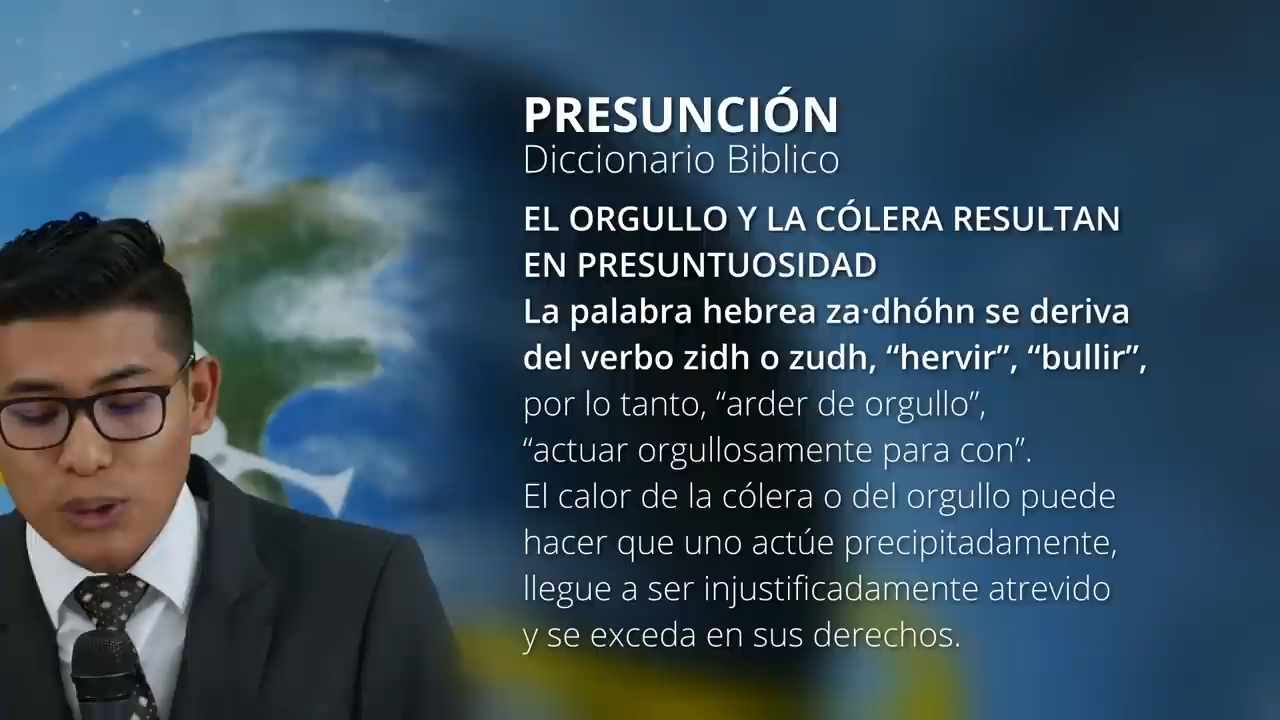 PRESUNCIÓN
Diccionario Biblico
EL ORGULLO Y LA CÓLERA RESULTAN
EN PRESUNTUOSIDAD
La palabra hebrea za·dhóhn se deriva
del verbo zidh o zudh, “hervir”, “bullir”,
por lo tanto, “arder de orgullo”,
“actuar orgullosamente para con”.
El calor de la cólera o del orgullo puede
hacer que uno actúe precipitadamente,
llegue a ser injustificadamente atrevido
y se exceda en sus derechos.